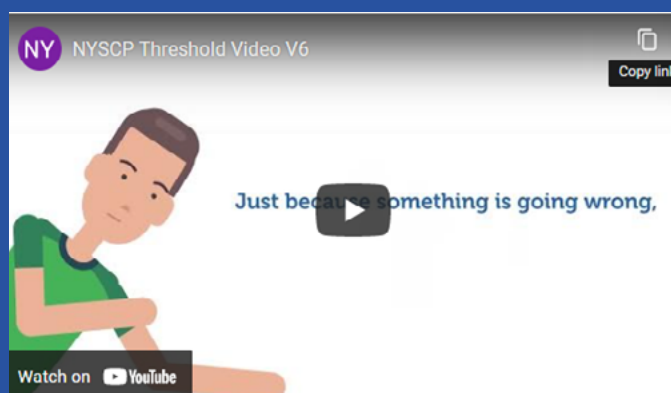 NY NYSCP Threshold Video V6
Copy link
Just because something is going wrong,
Watch on YouTube